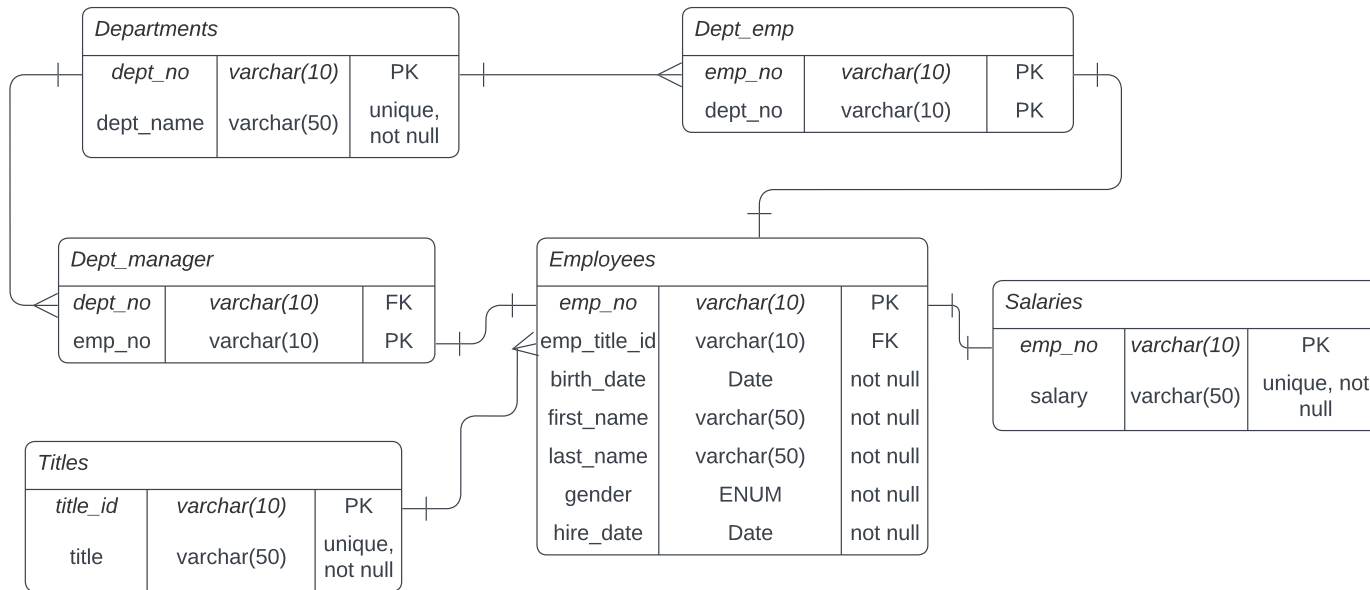 Departments
dept_no varchar(10) PK
dept_name varchar(50) unique, not null
Dept_emp
emp_no varchar(10) PK
dept_no varchar(10) PK
Dept_manager
dept_no varchar(10) FK
emp_no varchar(10) PK
Employees
emp_no varchar(10) PK
emp_title_id varchar(10) FK
birth_date Date not null
first_name varchar(50) not null
last_name varchar(50) not null
gender ENUM not null
hire_date Date not null
Salaries
emp_no varchar(10) PK
salary varchar(50) unique, not null
Titles
title_id varchar(10) PK
title varchar(50) unique, not null